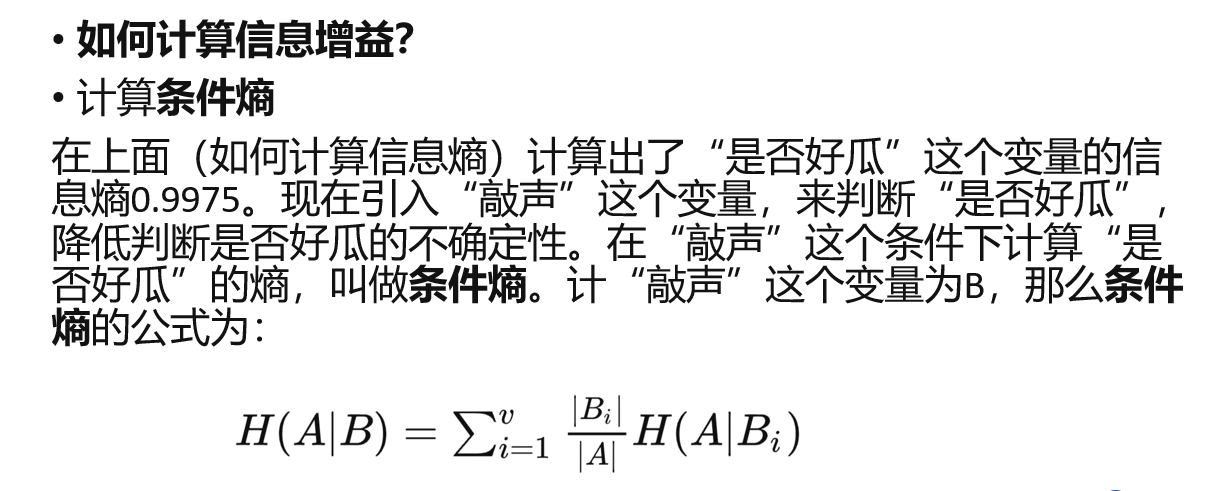 • 如何计算信息增益?
• 计算条件熵
在上面（如何计算信息熵）计算出了“是否好瓜”这个变量的信
息熵0.9975。现在引入“敲声”这个变量，来判断“是否好瓜”，
降低判断是否好瓜的不确定性。在“敲声”这个条件下计算“是
否好瓜”的熵，叫做条件熵。计“敲声”这个变量为B，那么条件
熵的公式为：
H(A|B) = ∑_{i=1}^{v} \frac{|B_i|}{|A|} H(A|B_i)